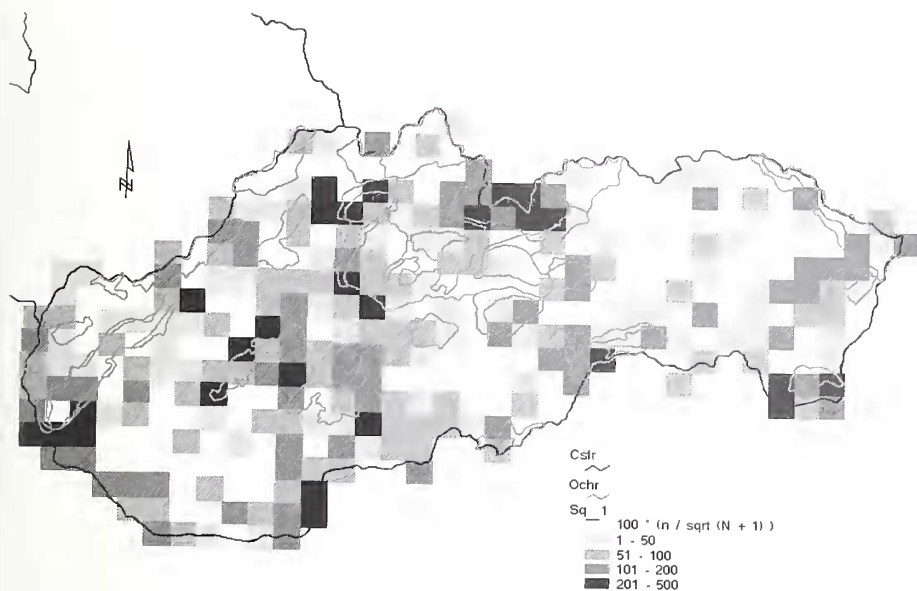 Csfr
Ochr
Sq_1
100 * (n / sqrt (N + 1) )
1 - 50
51 - 100
101 - 200
201 - 500